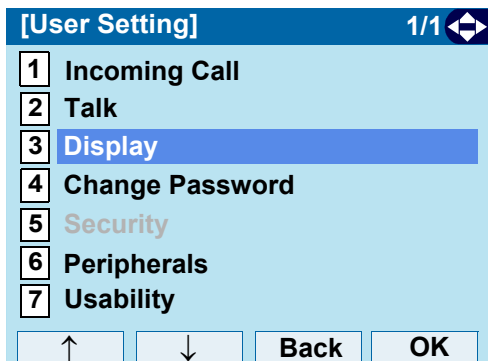 [User Setting] 1/1
1 Incoming Call
2 Talk
3 Display
4 Change Password
5 Security
6 Peripherals
7 Usability
↑ ↓ Back OK